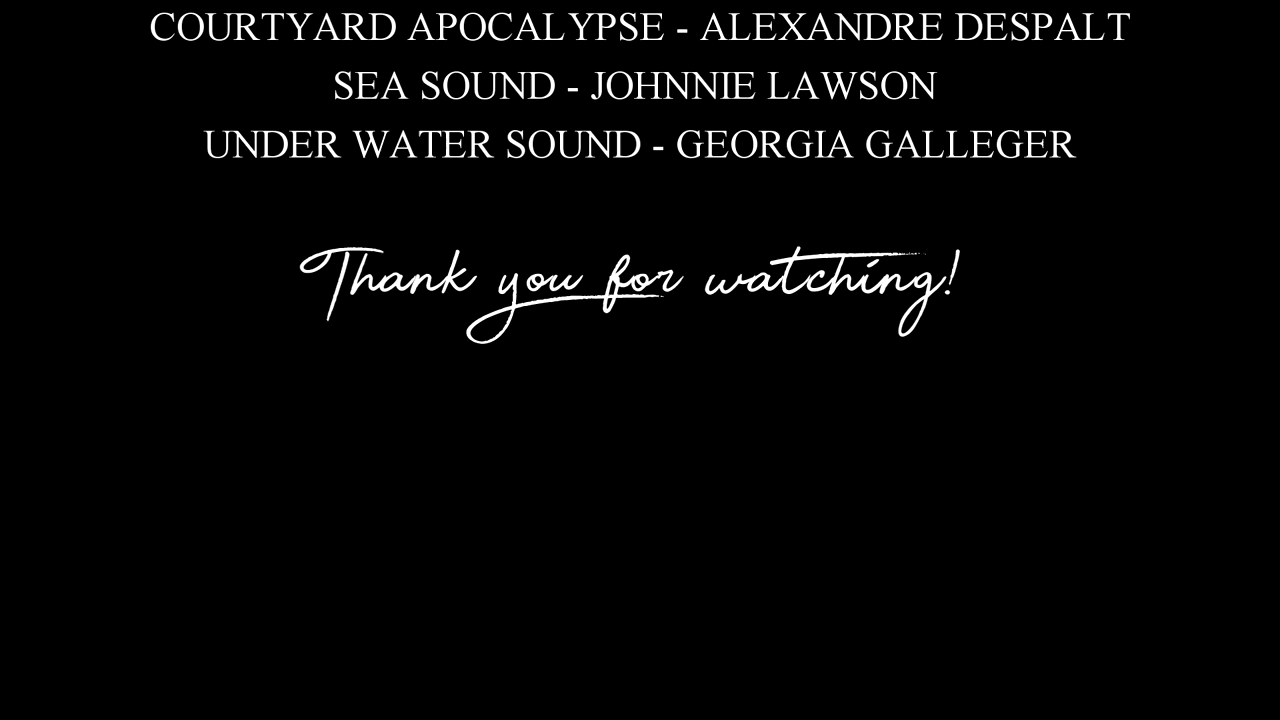 COURTYARD APOCALYPSE - ALEXANDRE DESPALT
SEA SOUND - JOHNNIE LAWSON
UNDER WATER SOUND - GEORGIA GALLEGER
Thank you for watching!